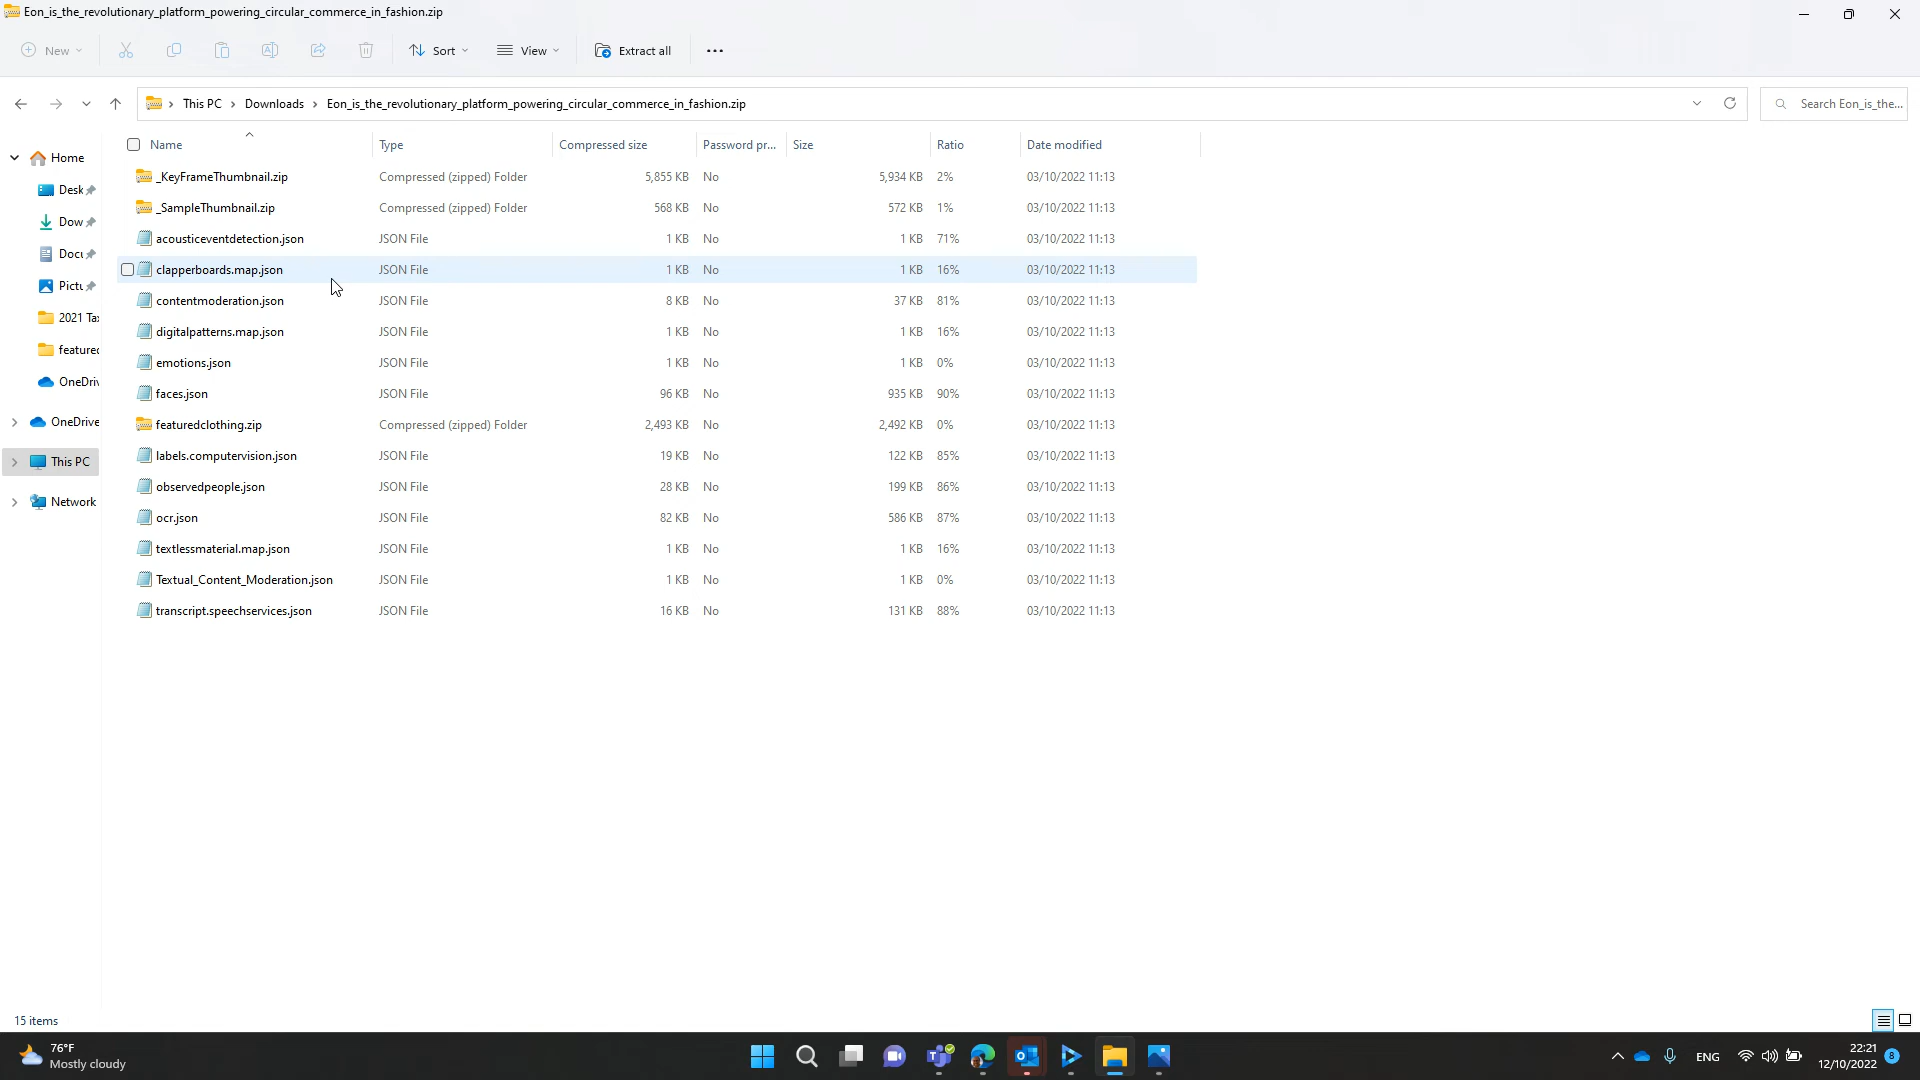 Eon_is_the_revolutionary_platform_powering_circular_commerce_in_fashion.zip
New Sort View Extract all
This PC Downloads Eon_is_the_revolutionary_platform_powering_circular_commerce_in_fashion.zip Search Eon_is_the...
Name Type Compressed size Password pr... Size Ratio Date modified
_KeyFrameThumbnail.zip Compressed (zipped) Folder 5,855 KB No 5,934 KB 2% 03/10/2022 11:13
_SampleThumbnail.zip Compressed (zipped) Folder 568 KB No 572 KB 1% 03/10/2022 11:13
acousticeventdetection.json JSON File 1 KB No 1 KB 71% 03/10/2022 11:13
clapperboards.map.json JSON File 1 KB No 1 KB 16% 03/10/2022 11:13
contentmoderation.json JSON File 8 KB No 37 KB 81% 03/10/2022 11:13
digitalpatterns.map.json JSON File 1 KB No 1 KB 16% 03/10/2022 11:13
emotions.json JSON File 1 KB No 1 KB 0% 03/10/2022 11:13
faces.json JSON File 96 KB No 935 KB 90% 03/10/2022 11:13
featuredclothing.zip Compressed (zipped) Folder 2,493 KB No 2,492 KB 0% 03/10/2022 11:13
labels.computervision.json JSON File 19 KB No 122 KB 85% 03/10/2022 11:13
observedpeople.json JSON File 28 KB No 199 KB 86% 03/10/2022 11:13
ocr.json JSON File 82 KB No 586 KB 87% 03/10/2022 11:13
textlessmaterial.map.json JSON File 1 KB No 1 KB 16% 03/10/2022 11:13
Textual_Content_Moderation.json JSON File 1 KB No 1 KB 0% 03/10/2022 11:13
transcript.speechservices.json JSON File 16 KB No 131 KB 88% 03/10/2022 11:13
Home
Desk
Dow
Docu
Pictu
2021 Ta
featured
OneDriv
OneDrive
This PC
Network
15 items
76°F
Mostly cloudy
ENG
22:21
12/10/2022
8